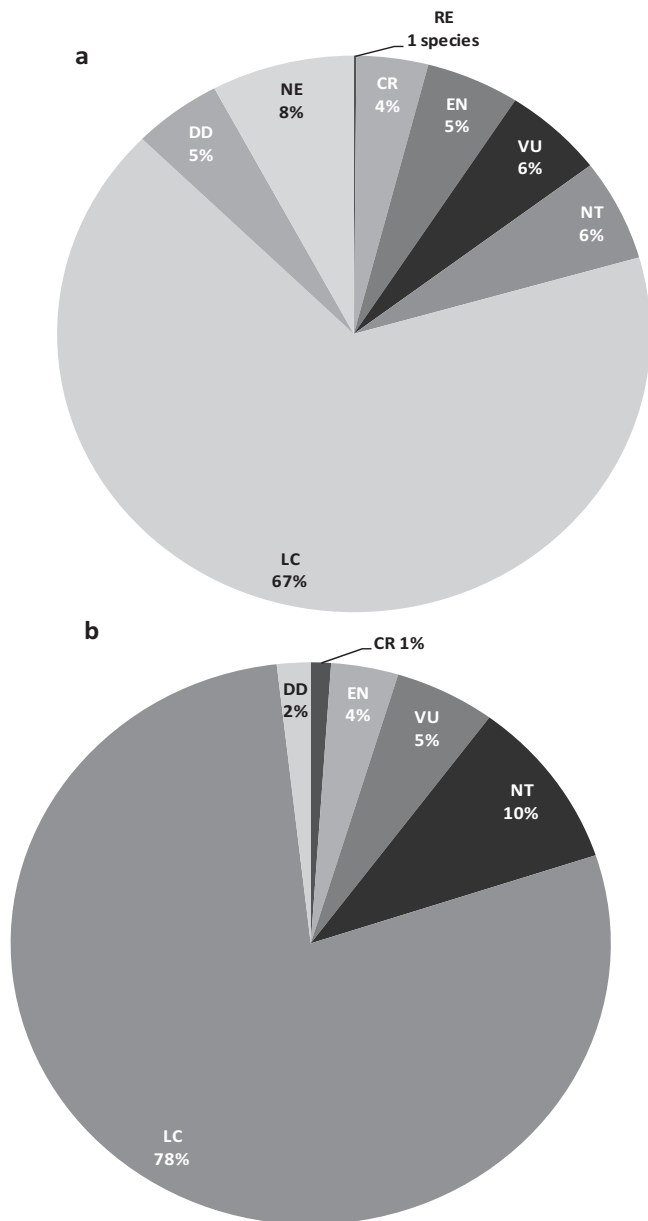 a
RE
1 species
CR
4%
EN
5%
VU
6%
NT
6%
LC
67%
DD
5%
NE
8%
b
CR 1%
EN
4%
VU
5%
NT
10%
LC
78%
DD
2%